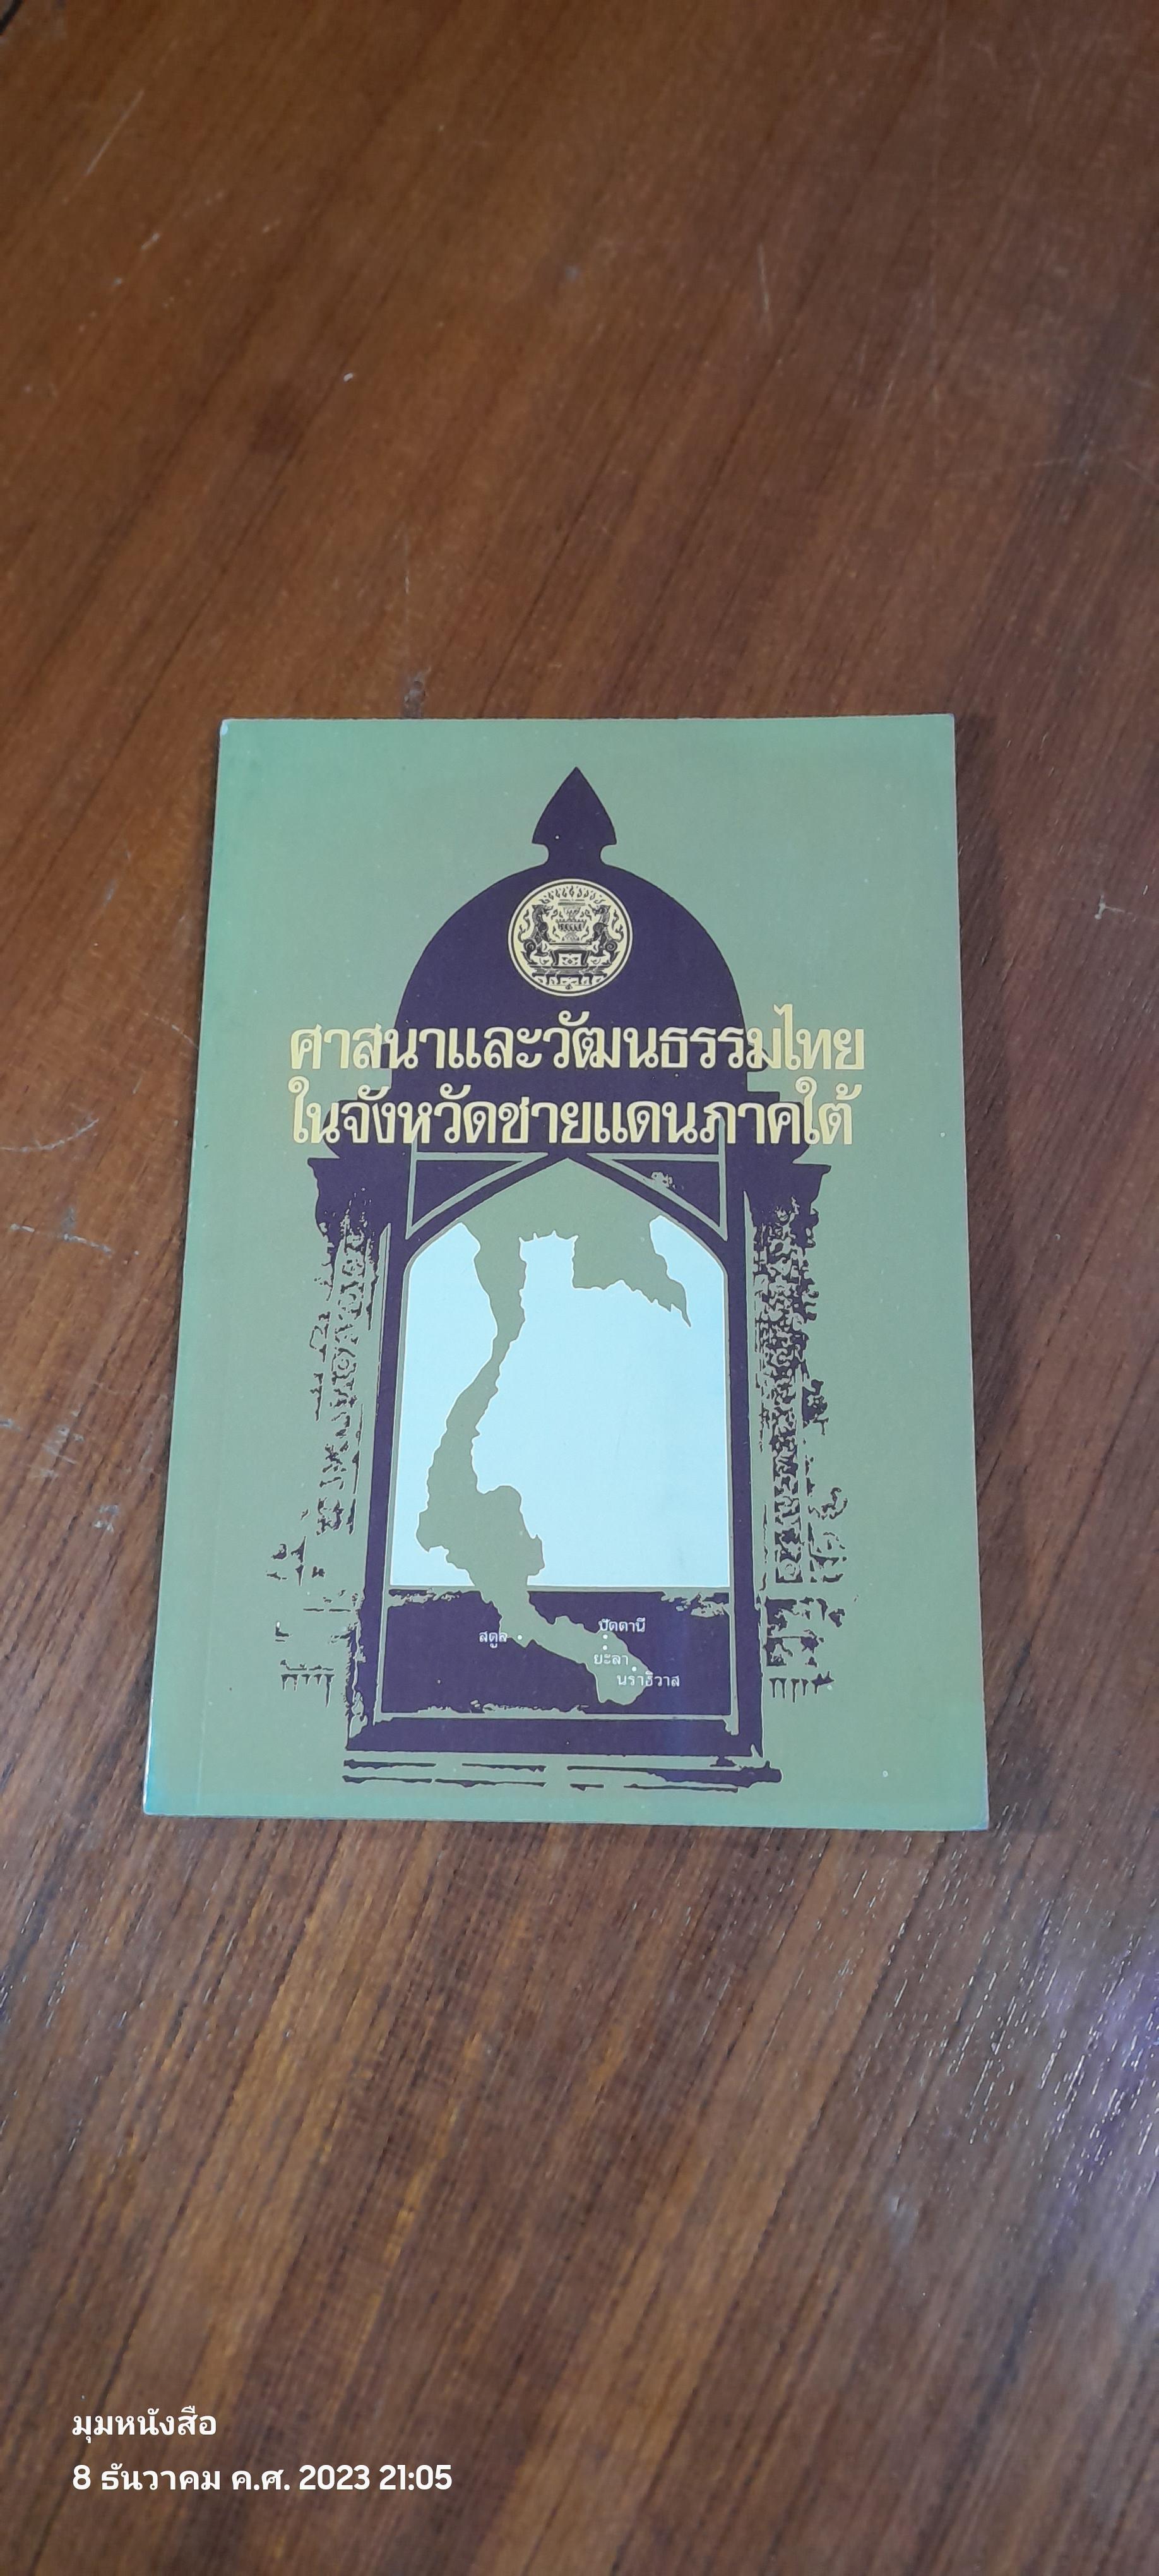 ศาสนาและวัฒนธรรมไทย
ในจังหวัดชายแดนภาคใต้
สตูล
ปัตตานี
ยะลา
นราธิวาส
มุมหนังสือ
8 ธันวาคม ค.ศ. 2023 21:05